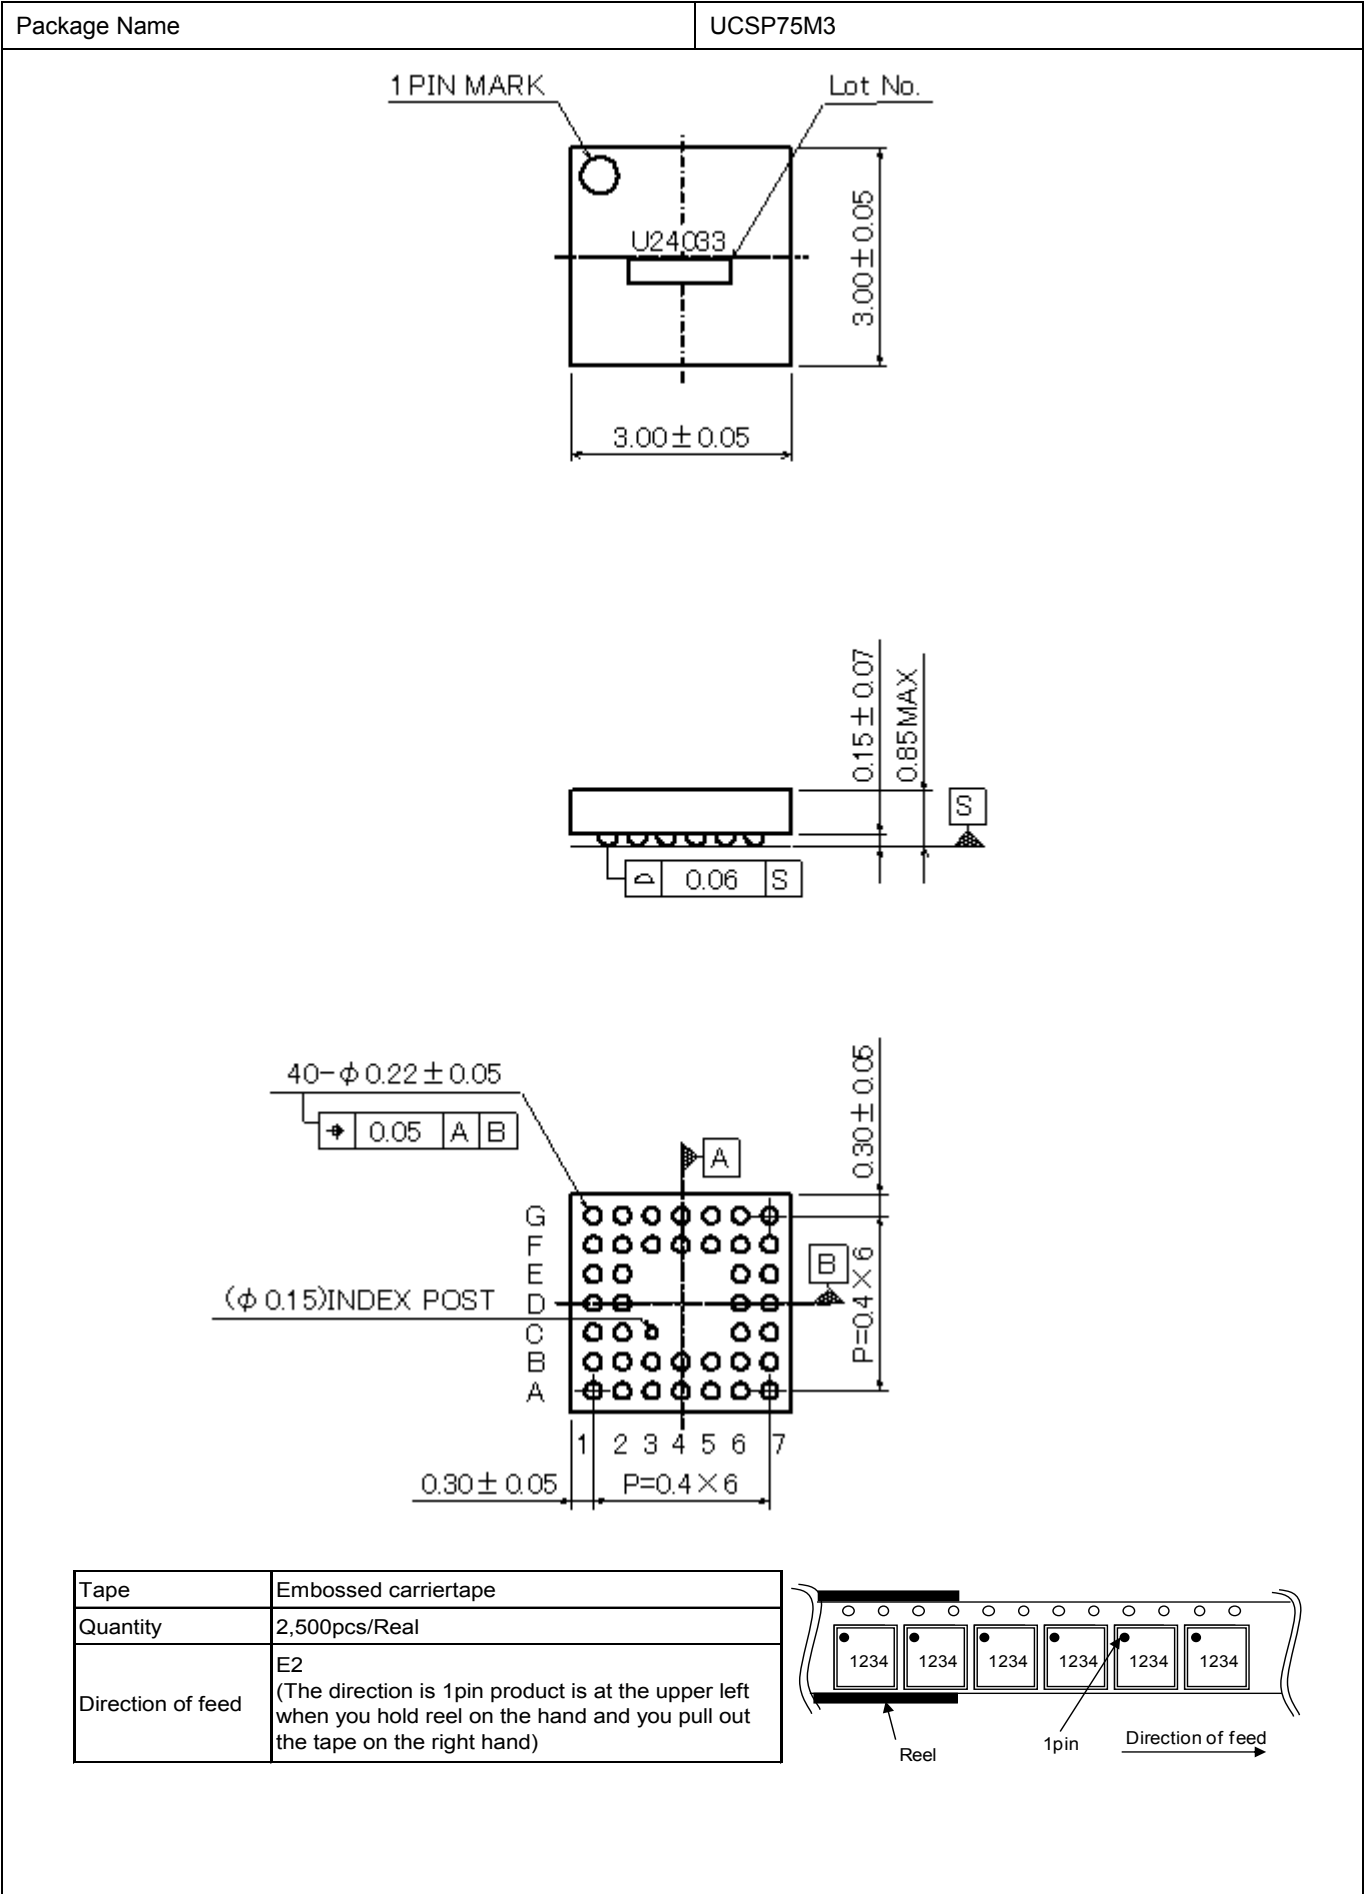 Package Name UCSP75M3
1 PIN MARK Lot No.
U24033
3.00±0.05
3.00±0.05
0.15±0.07
0.85MAX
S
⌓ 0.06 S
40-φ0.22±0.05
⌖ 0.05 A B
0.30±0.05
A
B
P=0.4×6
(φ0.15)INDEX POST
G
F
E
D
C
B
A
1 2 3 4 5 6 7
0.30±0.05 P=0.4×6
Tape Embossed carriertape
Quantity 2,500pcs/Real
Direction of feed E2
(The direction is 1pin product is at the upper left
when you hold reel on the hand and you pull out
the tape on the right hand)
1234 1234 1234 1234 1234 1234
Reel 1pin Direction of feed